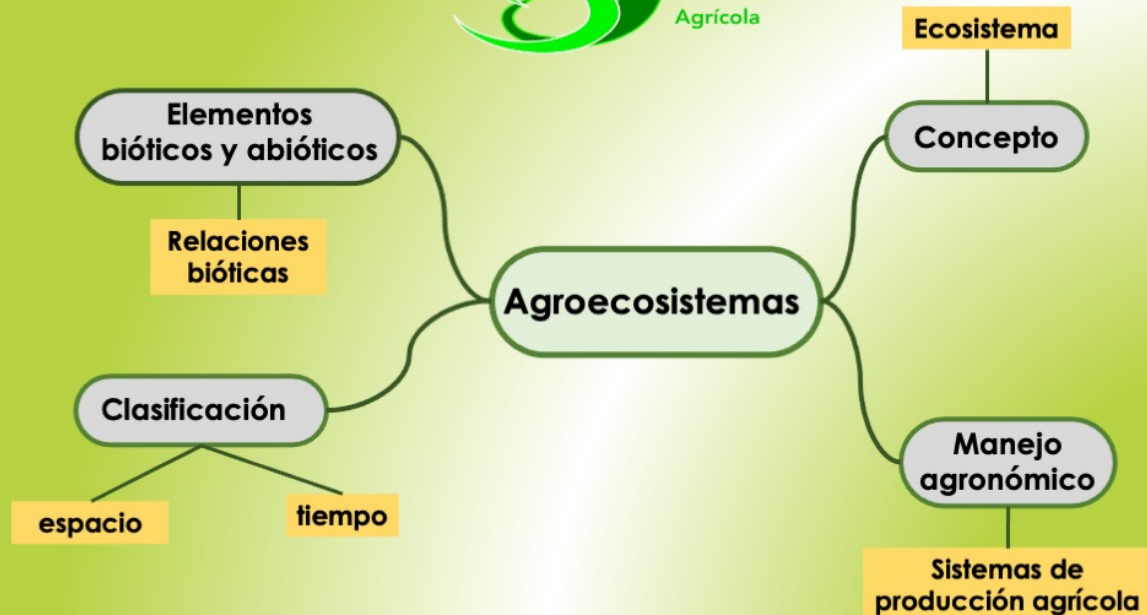 Agrícola
Ecosistema
Concepto
Elementos
bióticos y abióticos
Relaciones
bióticas
Agroecosistemas
Clasificación
espacio
tiempo
Manejo
agronómico
Sistemas de
producción agrícola